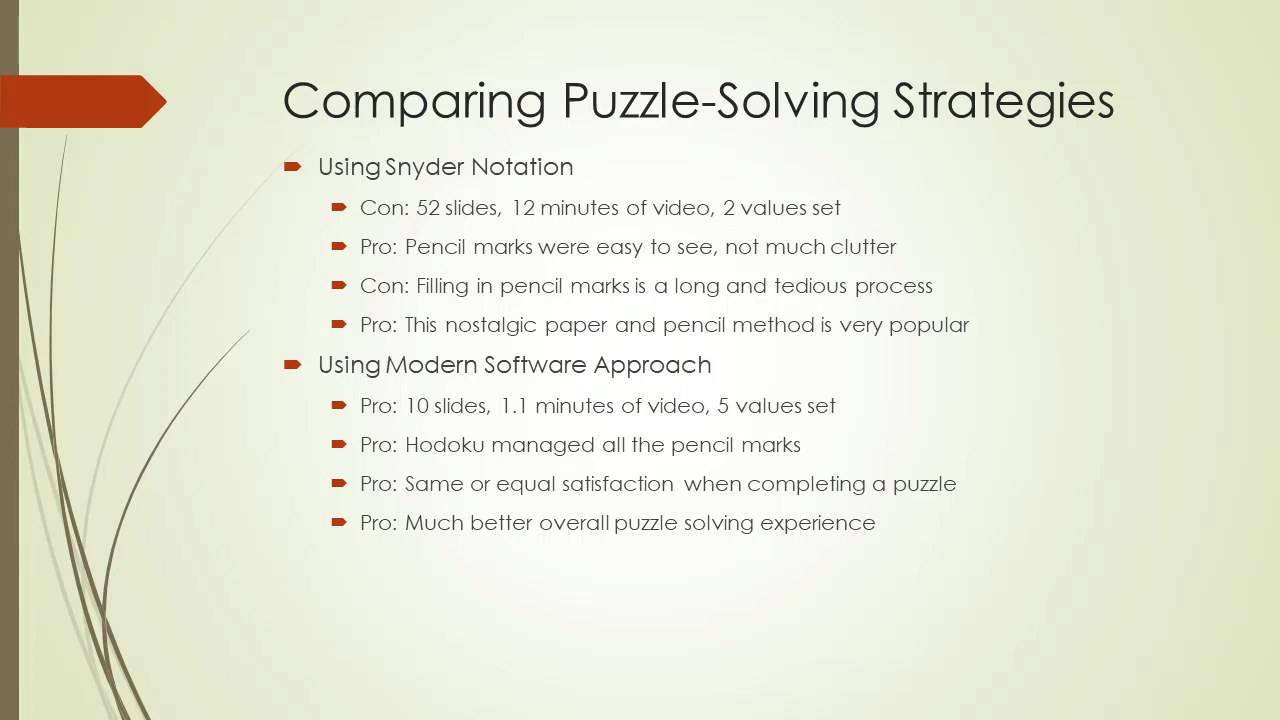 Comparing Puzzle-Solving Strategies
Using Snyder Notation
Con: 52 slides, 12 minutes of video, 2 values set
Pro: Pencil marks were easy to see, not much clutter
Con: Filling in pencil marks is a long and tedious process
Pro: This nostalgic paper and pencil method is very popular
Using Modern Software Approach
Pro: 10 slides, 1.1 minutes of video, 5 values set
Pro: Hodoku managed all the pencil marks
Pro: Same or equal satisfaction when completing a puzzle
Pro: Much better overall puzzle solving experience